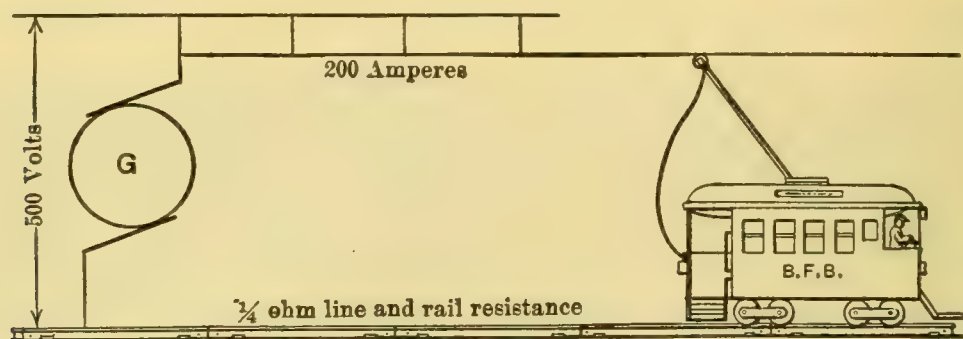 200 Amperes
500 Volts
G
B.F.B.
¼ ohm line and rail resistance